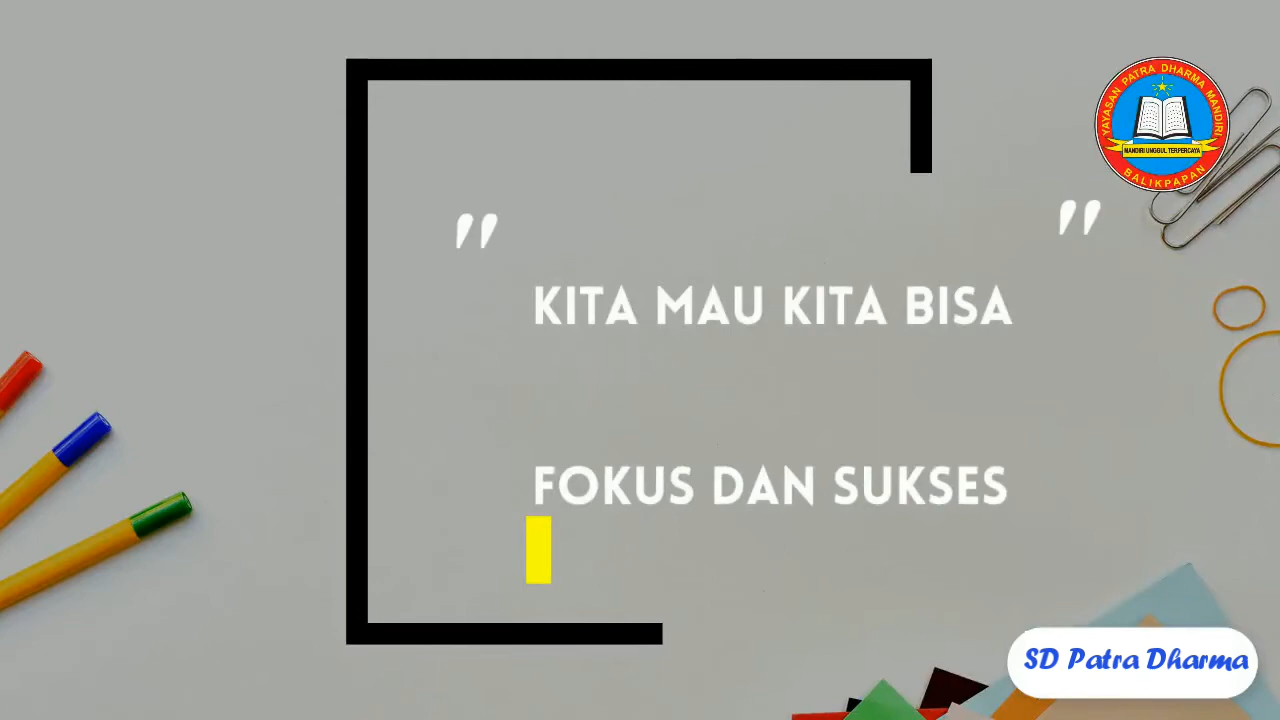 YAYASAN PATRA DHARMA MANDIRI
MANDIRI UNGGUL TERPERCAYA
BALIKPAPAN
" "
KITA MAU KITA BISA
FOKUS DAN SUKSES
SD Patra Dharma